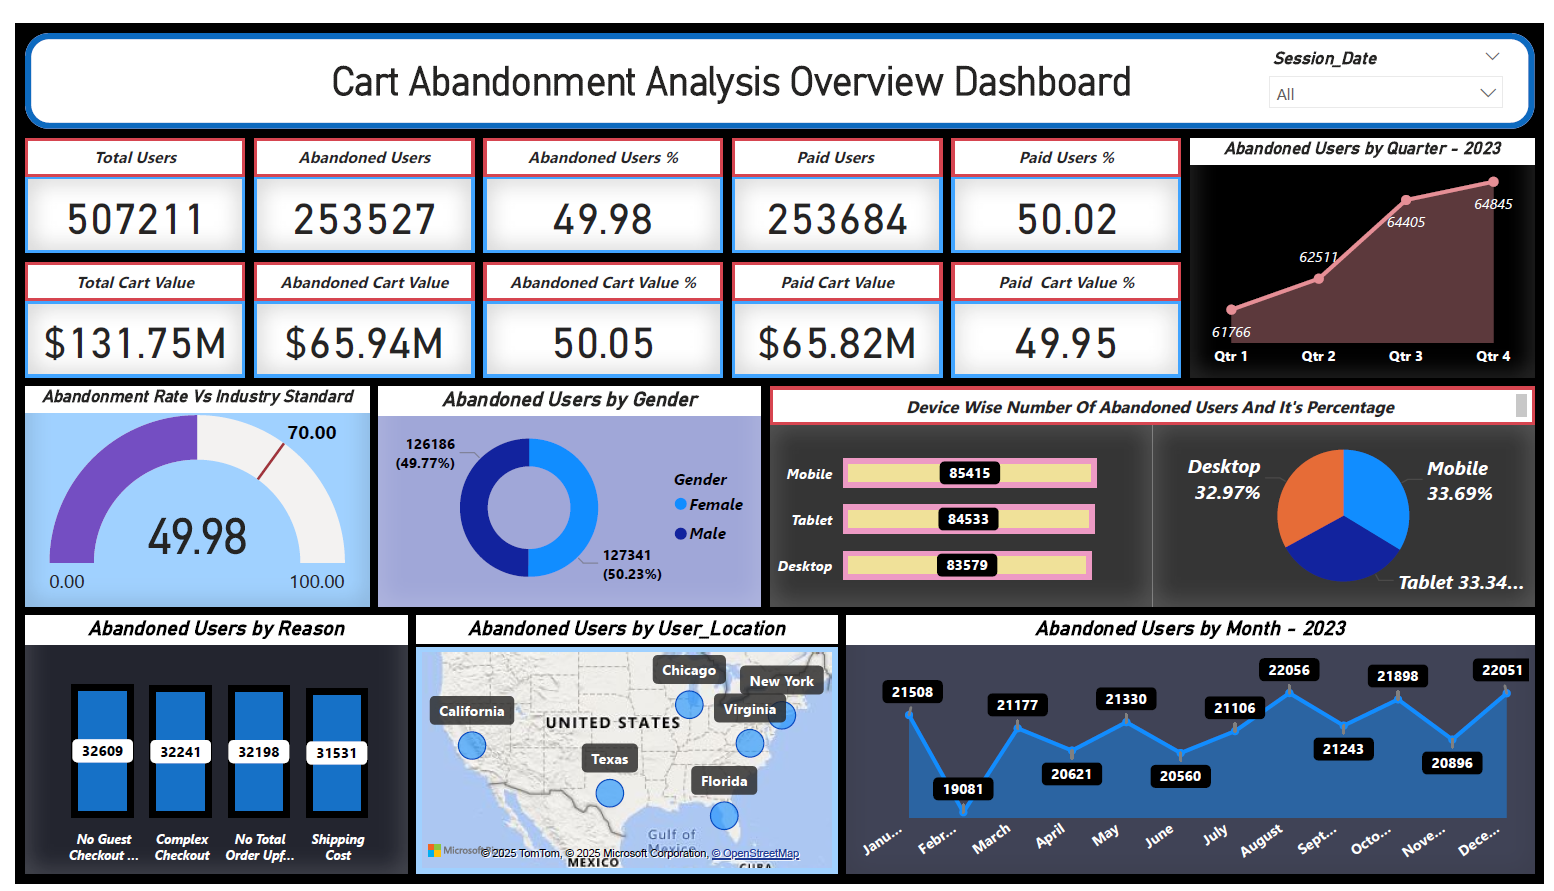 Cart Abandonment Analysis Overview Dashboard
Session_Date
All
Total Users
507211
Abandoned Users
253527
Abandoned Users %
49.98
Paid Users
253684
Paid Users %
50.02
Total Cart Value
$131.75M
Abandoned Cart Value
$65.94M
Abandoned Cart Value %
50.05
Paid Cart Value
$65.82M
Paid  Cart Value %
49.95
Abandoned Users by Quarter - 2023
61766
62511
64405
64845
Qtr 1
Qtr 2
Qtr 3
Qtr 4
Abandonment Rate Vs Industry Standard
70.00
49.98
0.00
100.00
Abandoned Users by Gender
126186
(49.77%)
127341
(50.23%)
Gender
Female
Male
Device Wise Number Of Abandoned Users And It's Percentage
Mobile
85415
Tablet
84533
Desktop
83579
Desktop
32.97%
Mobile
33.69%
Tablet 33.34...
Abandoned Users by Reason
32609
32241
32198
31531
No Guest
Checkout ...
Complex
Checkout
No Total
Order Upf...
Shipping
Cost
Abandoned Users by User_Location
Chicago
New York
California
Virginia
UNITED STATES
Texas
Florida
Gulf of
MEXICO
Microsoft
©2025 TomTom, © 2025 Microsoft Corporation, © OpenStreetMap
CUBA
Abandoned Users by Month - 2023
21508
19081
21177
20621
21330
20560
21106
22056
21243
21898
20896
22051
Janu...
Febr...
March
April
May
June
July
August
Sept...
Octo...
Nove...
Dece...